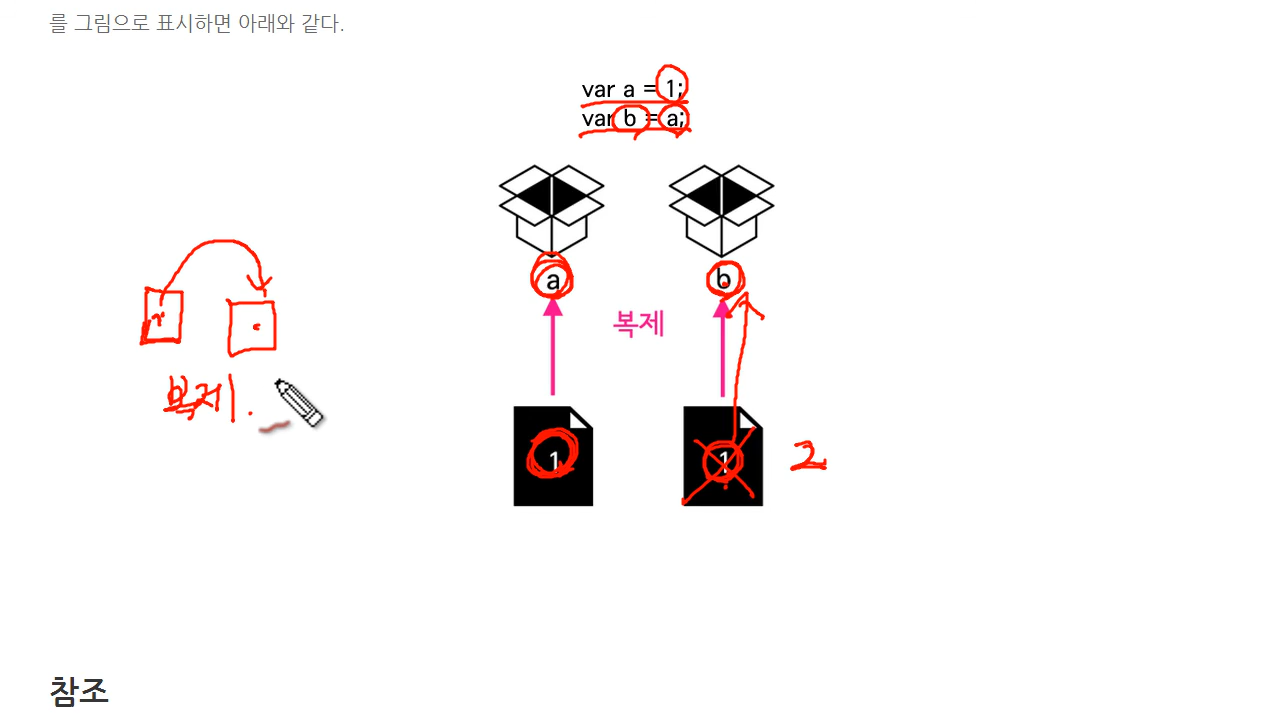 를 그림으로 표시하면 아래와 같다.
var a = 1;
var b = a;
a
b
복제
복제.
1
1
2
참조